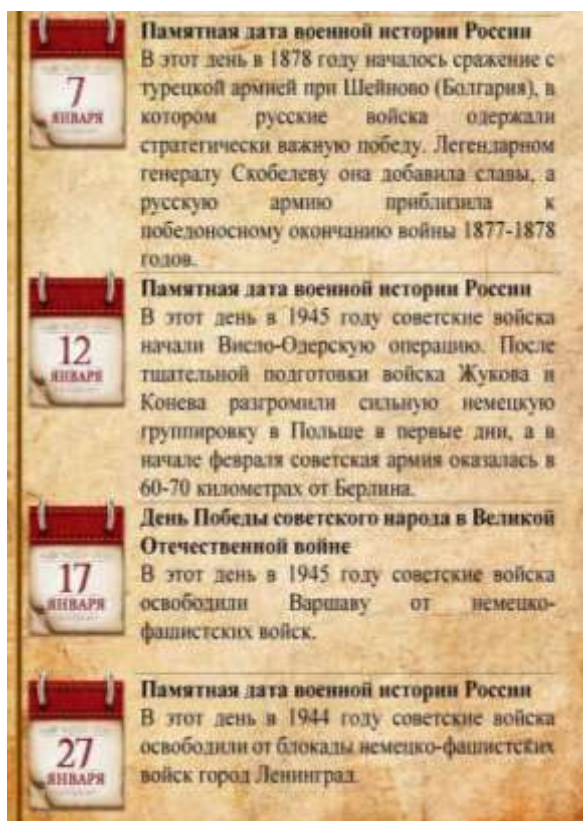 7
ЯНВАРЯ
Памятная дата военной истории России
В этот день в 1878 году началось сражение с
турецкой армией при Шейново (Болгария), в
котором русские войска одержали
стратегически важную победу. Легендарном
генералу Скобелеву она добавила славы, а
русскую армию приблизила к
победоносному окончанию войны 1877-1878
годов.
12
ЯНВАРЯ
Памятная дата военной истории России
В этот день в 1945 году советские войска
начали Висло-Одерскую операцию. После
тщательной подготовки войска Жукова и
Конева разгромили сильную немецкую
группировку в Польше в первые дни, а в
начале февраля советская армия оказалась в
60-70 километрах от Берлина.
17
ЯНВАРЯ
День Победы советского народа в Великой
Отечественной войне
В этот день в 1945 году советские войска
освободили Варшаву от немецко-
фашистских войск.
27
ЯНВАРЯ
Памятная дата военной истории России
В этот день в 1944 году советские войска
освободили от блокады немецко-фашистских
войск город Ленинград.